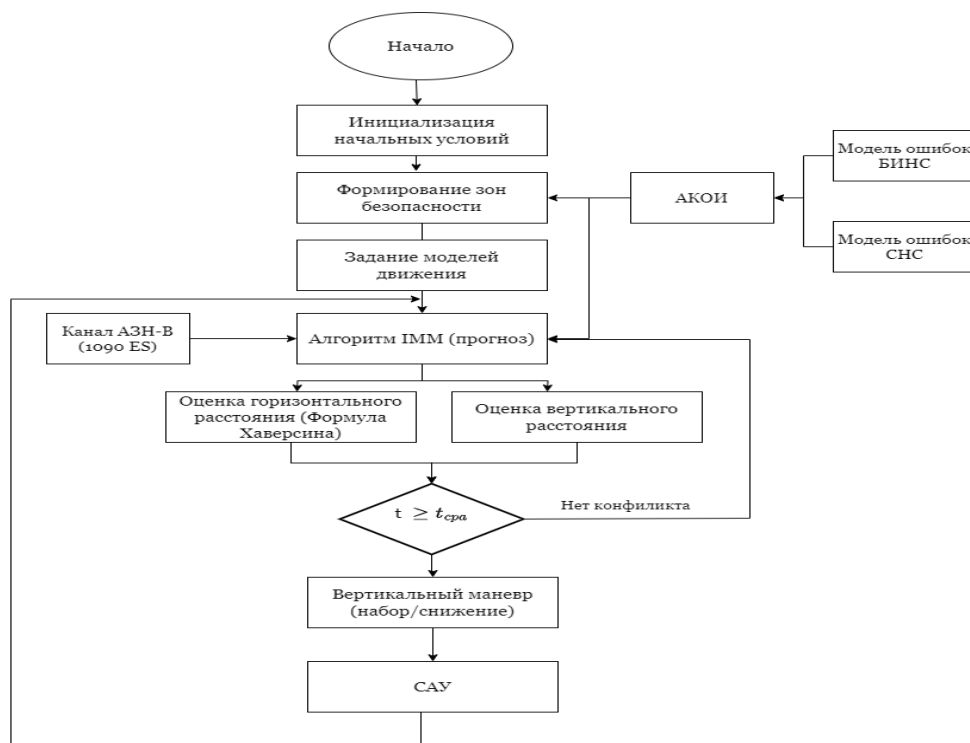 Начало
Инициализация
начальных условий
Формирование зон
безопасности
АКОИ
Модель ошибок
БИНС
Модель ошибок
СНС
Задание моделей
движения
Канал АЗН-В
(1090 ES)
Алгоритм IMM (прогноз)
Оценка горизонтального
расстояния (Формула
Хаверсина)
Оценка вертикального
расстояния
t ≥ t_cpa
Нет конфиликта
Вертикальный маневр
(набор/снижение)
САУ